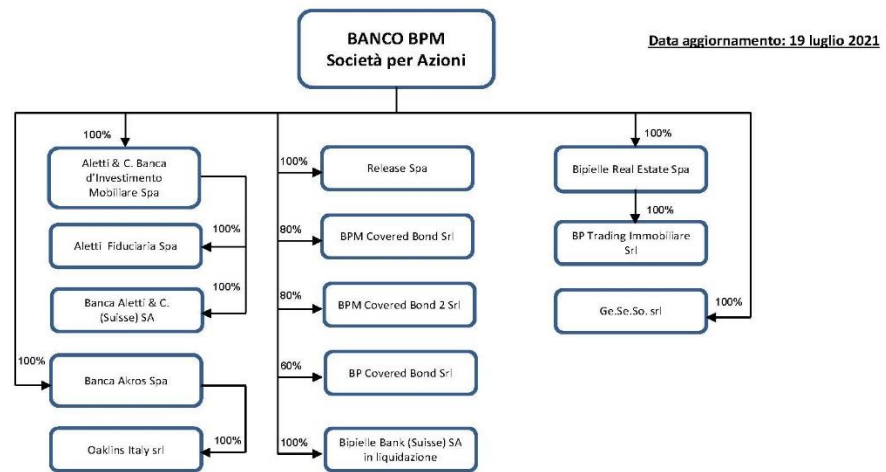 BANCO BPM
Società per Azioni
Data aggiornamento: 19 luglio 2021
100%
Aletti & C. Banca
d'Investimento
Mobiliare Spa
100%
Aletti Fiduciaria Spa
100%
Banca Aletti & C.
(Suisse) SA
100%
Banca Akros Spa
100%
Oaklins Italy srl
100%
Release Spa
80%
BPM Covered Bond Srl
80%
BPM Covered Bond 2 Srl
60%
BP Covered Bond Srl
100%
Bipielle Bank (Suisse) SA
in liquidazione
100%
Bipielle Real Estate Spa
100%
BP Trading Immobiliare
Srl
100%
Ge.Se.So. srl